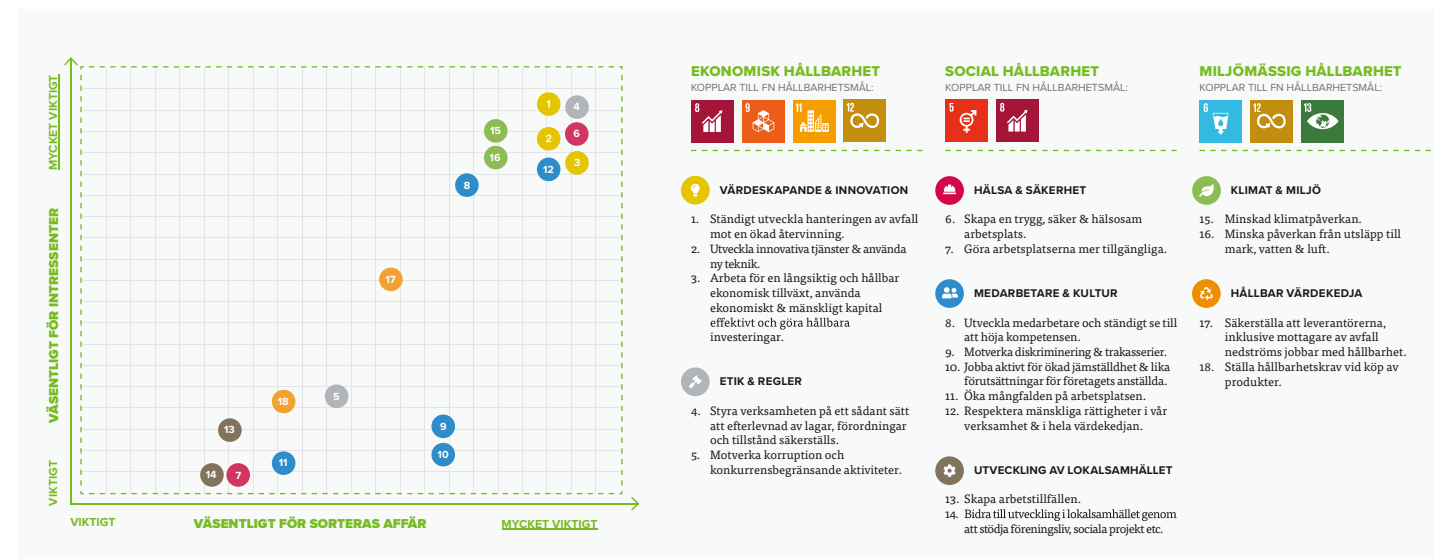 MYCKET VIKTIGT
VÄSENTLIGT FÖR INTRESSENTER
VIKTIGT
1
4
15
6
2
16
3
12
8
17
18
5
13
9
10
11
14
7
VIKTIGT
VÄSENTLIGT FÖR SORTERAS AFFÄR
MYCKET VIKTIGT
EKONOMISK HÅLLBARHET
KOPPLAR TILL FN HÅLLBARHETSMÅL:
8
9
11
12
VÄRDESKAPANDE & INNOVATION
1. Ständigt utveckla hanteringen av avfall
mot en ökad återvinning.
2. Utveckla innovativa tjänster & använda
ny teknik.
3. Arbeta för en långsiktig och hållbar
ekonomisk tillväxt, använda
ekonomiskt & mänskligt kapital
effektivt och göra hållbara
investeringar.
ETIK & REGLER
4. Styra verksamheten på ett sådant sätt
att efterlevnad av lagar, förordningar
och tillstånd säkerställs.
5. Motverka korruption och
konkurrensbegränsande aktiviteter.
SOCIAL HÅLLBARHET
KOPPLAR TILL FN HÅLLBARHETSMÅL:
5
8
HÄLSA & SÄKERHET
6. Skapa en trygg, säker & hälsosam
arbetsplats.
7. Göra arbetsplatserna mer tillgängliga.
MEDARBETARE & KULTUR
8. Utveckla medarbetare och ständigt se till
att höja kompetensen.
9. Motverka diskriminering & trakasserier.
10. Jobba aktivt för ökad jämställdhet & lika
förutsättningar för företagets anställda.
11. Öka mångfalden på arbetsplatsen.
12. Respektera mänskliga rättigheter i vår
verksamhet & i hela värdekedjan.
UTVECKLING AV LOKALSAMHÄLLET
13. Skapa arbetstillfällen.
14. Bidra till utveckling i lokalsamhället genom
att stödja föreningsliv, sociala projekt etc.
MILJÖMÄSSIG HÅLLBARHET
KOPPLAR TILL FN HÅLLBARHETSMÅL:
6
12
13
KLIMAT & MILJÖ
15. Minskad klimatpåverkan.
16. Minska påverkan från utsläpp till
mark, vatten & luft.
HÅLLBAR VÄRDEKEDJA
17. Säkerställa att leverantörerna,
inklusive mottagare av avfall
nedströms jobbar med hållbarhet.
18. Ställa hållbarhetskrav vid köp av
produkter.